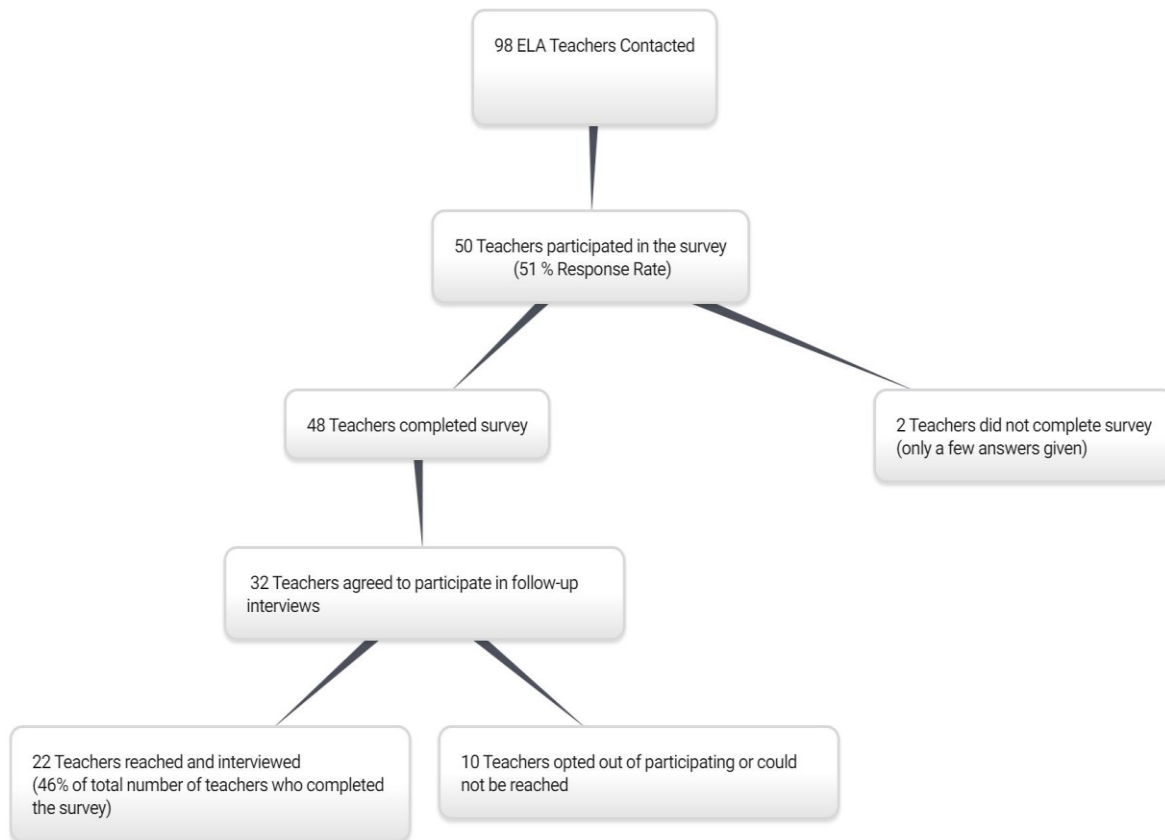 98 ELA Teachers Contacted
50 Teachers participated in the survey
(51 % Response Rate)
48 Teachers completed survey
2 Teachers did not complete survey
(only a few answers given)
32 Teachers agreed to participate in follow-up
interviews
22 Teachers reached and interviewed
(46% of total number of teachers who completed
the survey)
10 Teachers opted out of participating or could
not be reached